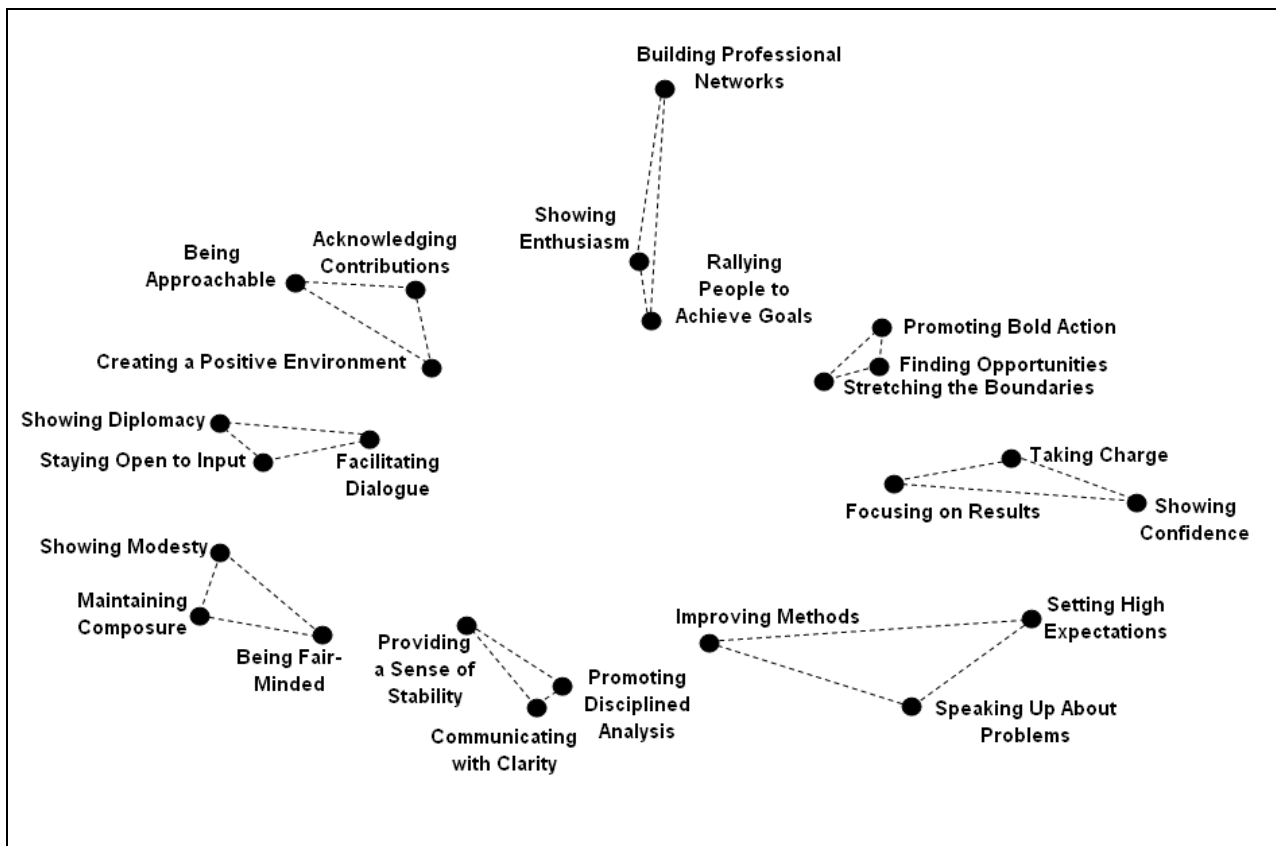 Building Professional
Networks
Showing
Enthusiasm
Rallying
People to
Achieve Goals
Being
Approachable
Acknowledging
Contributions
Creating a Positive Environment
Promoting Bold Action
Finding Opportunities
Stretching the Boundaries
Showing Diplomacy
Staying Open to Input
Facilitating
Dialogue
Taking Charge
Focusing on Results
Showing
Confidence
Showing Modesty
Maintaining
Composure
Being Fair-
Minded
Providing
a Sense of
Stability
Promoting
Disciplined
Analysis
Communicating
with Clarity
Improving Methods
Setting High
Expectations
Speaking Up About
Problems